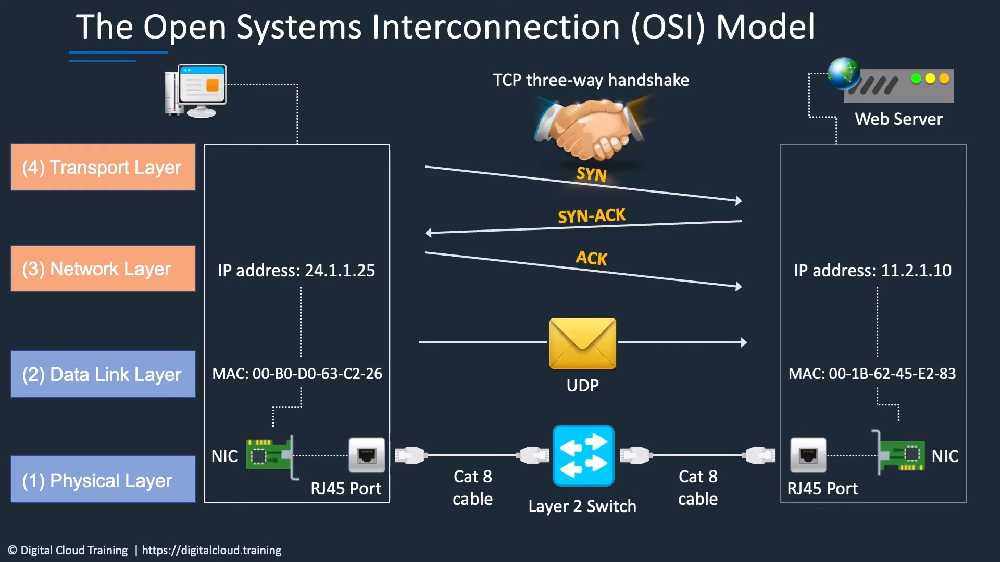 The Open Systems Interconnection (OSI) Model
TCP three-way handshake
Web Server
(4) Transport Layer
SYN
SYN-ACK
ACK
(3) Network Layer
IP address: 24.1.1.25
IP address: 11.2.1.10
(2) Data Link Layer
MAC: 00-B0-D0-63-C2-26
MAC: 00-1B-62-45-E2-83
UDP
(1) Physical Layer
NIC
RJ45 Port
Cat 8
cable
Layer 2 Switch
Cat 8
cable
RJ45 Port
NIC
© Digital Cloud Training | https://digitalcloud.training